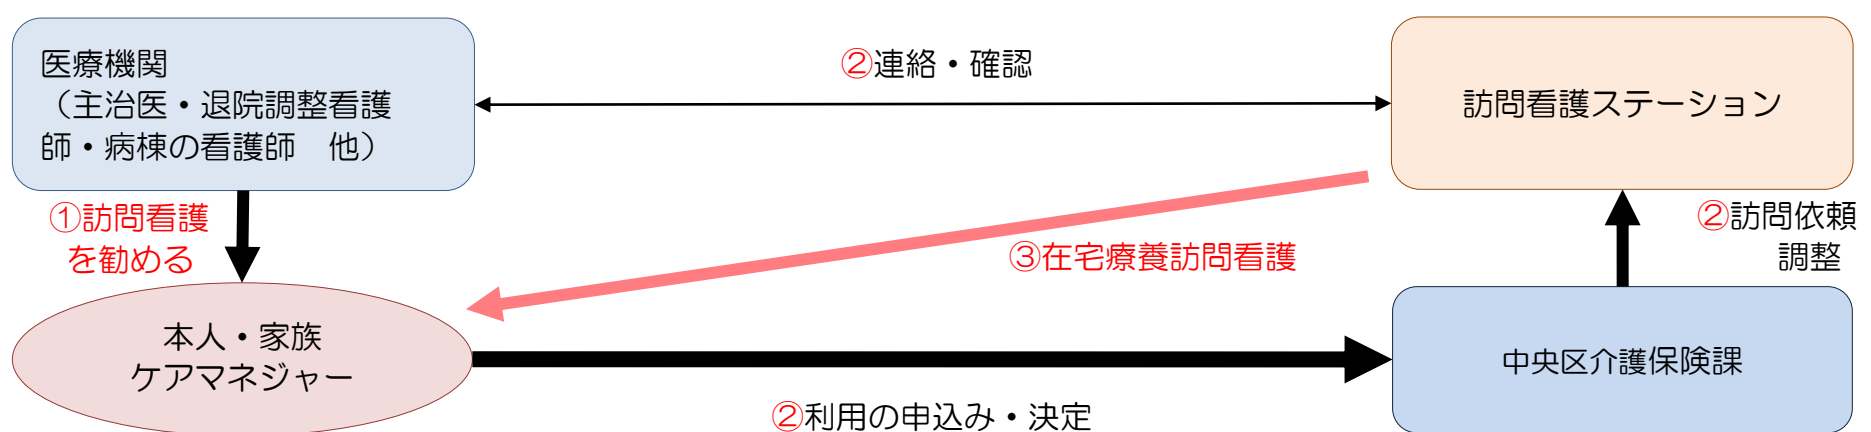 医療機関
（主治医・退院調整看護
師・病棟の看護師　他）
②連絡・確認
訪問看護ステーション
①訪問看護
を勧める
③在宅療養訪問看護
②訪問依頼
調整
本人・家族
ケアマネジャー
②利用の申込み・決定
中央区介護保険課